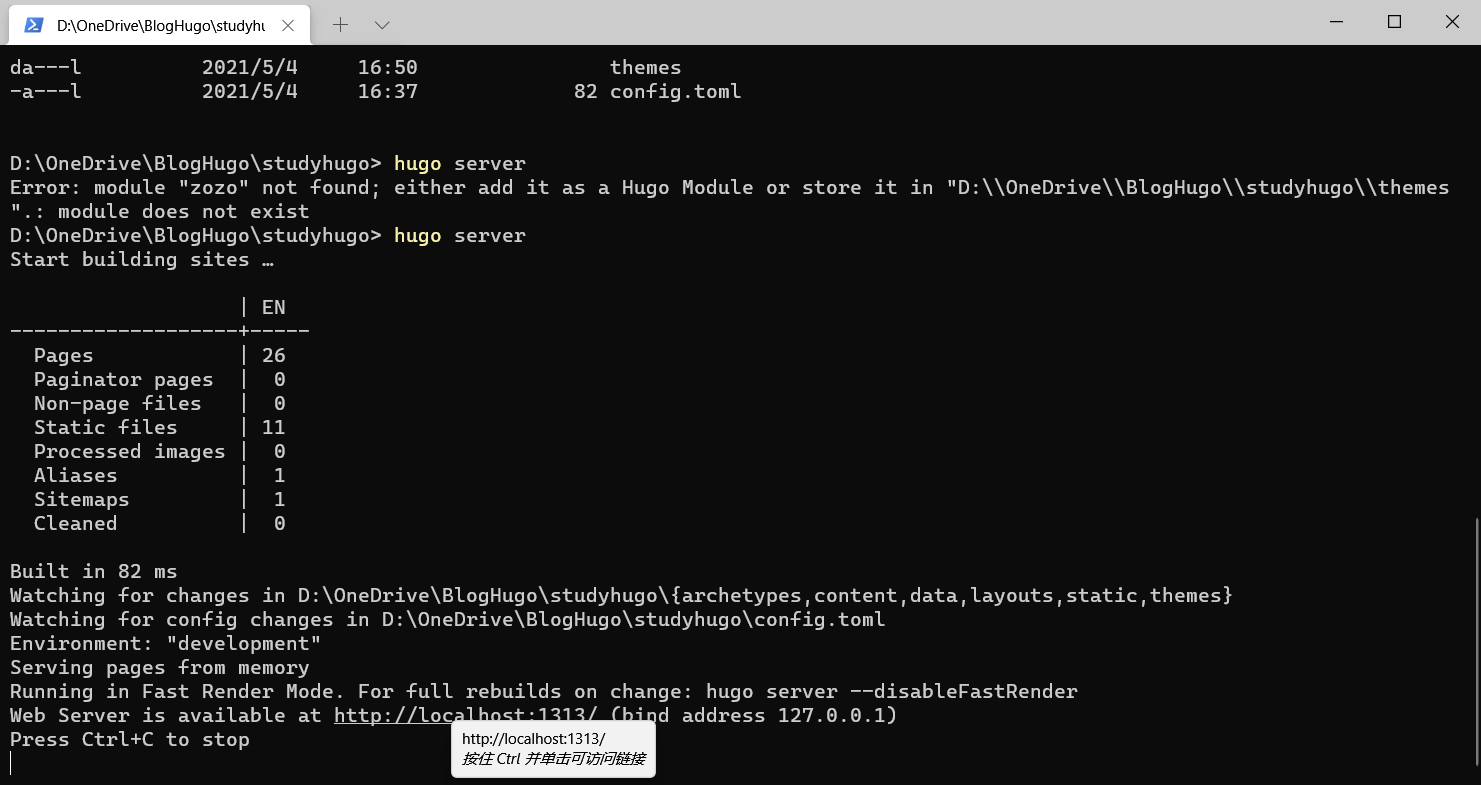 D:\OneDrive\BlogHugo\studyhu
da---l          2021/5/4     16:50                themes
-a---l          2021/5/4     16:37             82 config.toml
D:\OneDrive\BlogHugo\studyhugo> hugo server
Error: module "zozo" not found; either add it as a Hugo Module or store it in "D:\\OneDrive\\BlogHugo\\studyhugo\\themes
".: module does not exist
D:\OneDrive\BlogHugo\studyhugo> hugo server
Start building sites …
                   | EN
-------------------+-----
  Pages            | 26
  Paginator pages  |  0
  Non-page files   |  0
  Static files     | 11
  Processed images |  0
  Aliases          |  1
  Sitemaps         |  1
  Cleaned          |  0
Built in 82 ms
Watching for changes in D:\OneDrive\BlogHugo\studyhugo\{archetypes,content,data,layouts,static,themes}
Watching for config changes in D:\OneDrive\BlogHugo\studyhugo\config.toml
Environment: "development"
Serving pages from memory
Running in Fast Render Mode. For full rebuilds on change: hugo server --disableFastRender
Web Server is available at http://localhost:1313/ (bind address 127.0.0.1)
Press Ctrl+C to stop
http://localhost:1313/
按住 Ctrl 并单击可访问链接